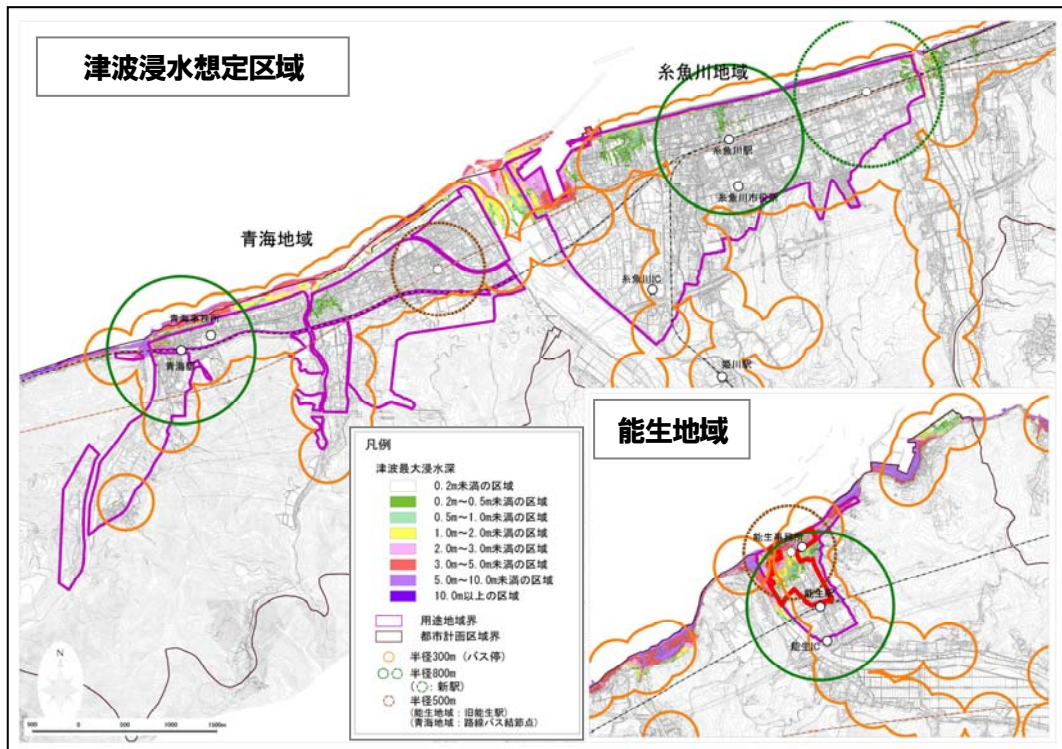 津波浸水想定区域
糸魚川地域
糸魚川駅
糸魚川市役所
青海地域
糸魚川IC
青海事務所
青海駅
姫川駅
能生地域
能生事務所
能生駅
能生IC
凡例
津波最大浸水深
0.2m未満の区域
0.2m~0.5m未満の区域
0.5m~1.0m未満の区域
1.0m~2.0m未満の区域
2.0m~3.0m未満の区域
3.0m~5.0m未満の区域
5.0m~10.0m未満の区域
10.0m以上の区域
用途地域界
都市計画区域界
半径300m(バス停)
半径800m
(○:新駅)
半径500m
(能生地域:旧能生駅)
(青海地域:路線バス結節点)
N
500 0 500 1000 1500m